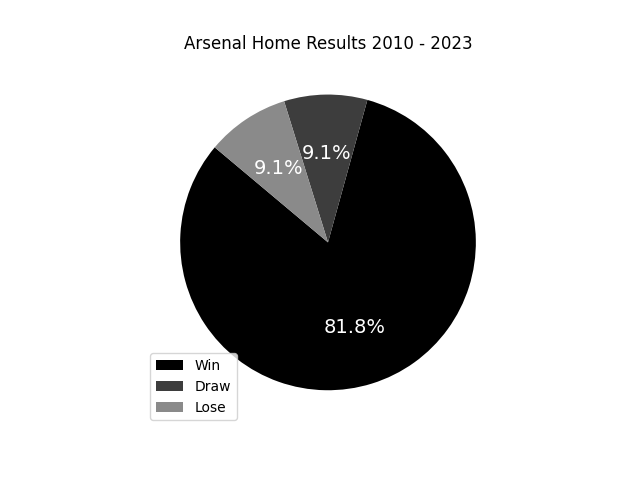 Arsenal Home Results 2010 - 2023
9.1%
9.1%
81.8%
Win
Draw
Lose